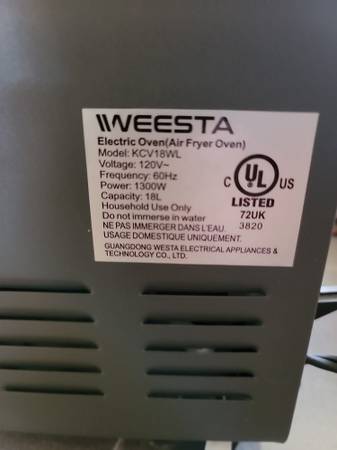 WEESTA
Electric Oven(Air Fryer Oven)
Model: KCV18WL
Voltage: 120V~
Frequency: 60Hz
Power: 1300W
Capacity: 18L
Household Use Only
Do not immerse in water
NE PAS IMMERGER DANS L'EAU.
USAGE DOMESTIQUE UNIQUEMENT.
GUANGDONG WESTA ELECTRICAL APPLIANCES &
TECHNOLOGY CO., LTD.
C UL US
LISTED
72UK
3820